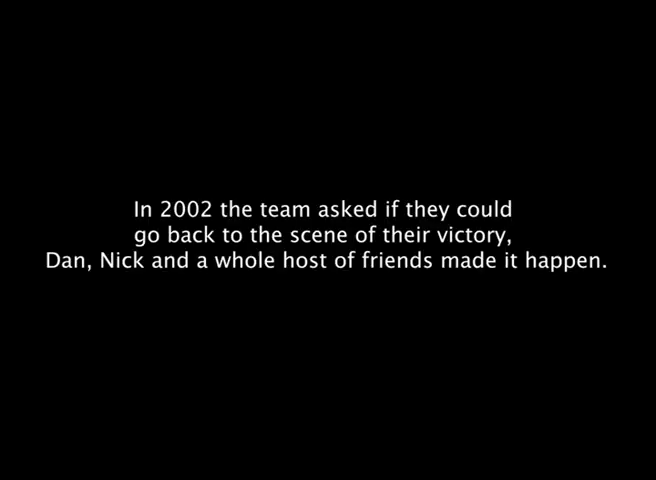 In 2002 the team asked if they could
go back to the scene of their victory,
Dan, Nick and a whole host of friends made it happen.